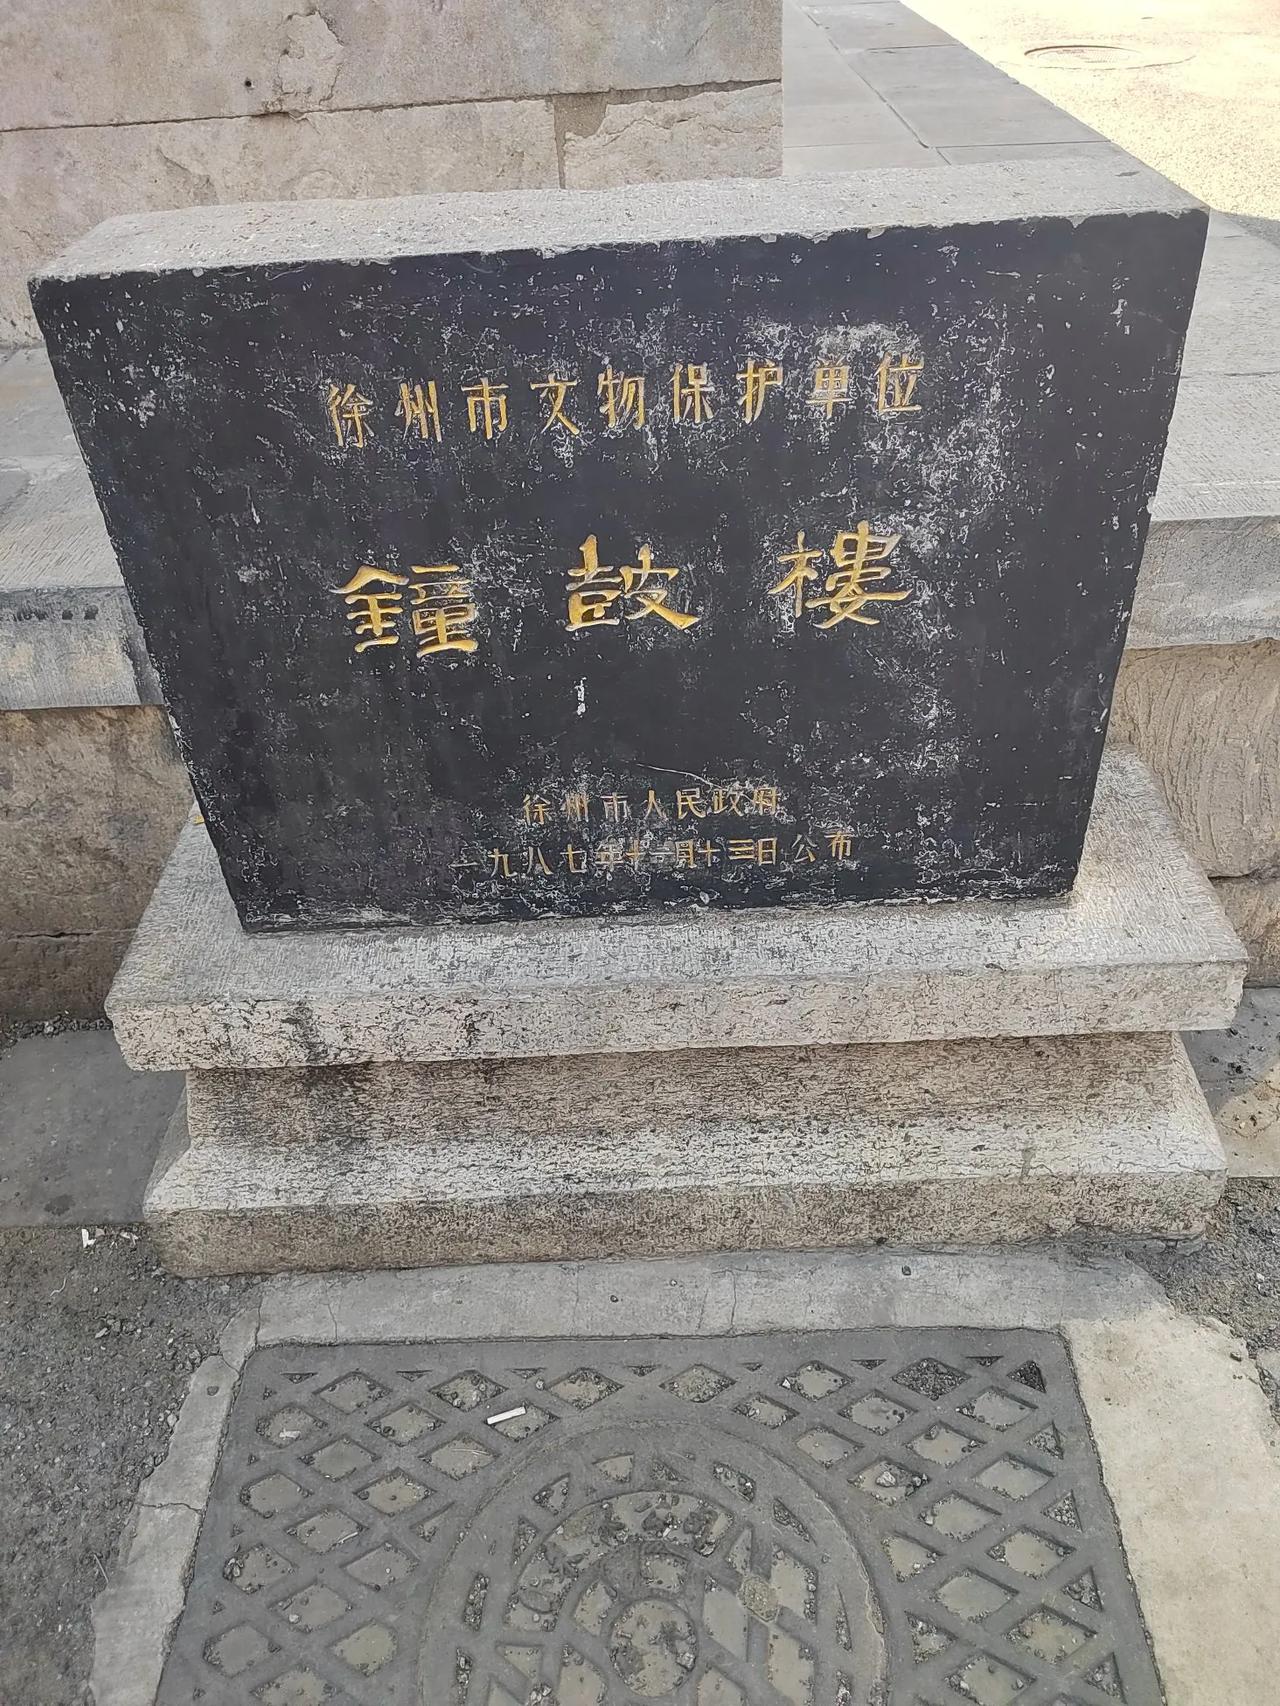 徐州市文物保护单位
鐘鼓樓
徐州市人民政府
一九八七年十一月十三日公布